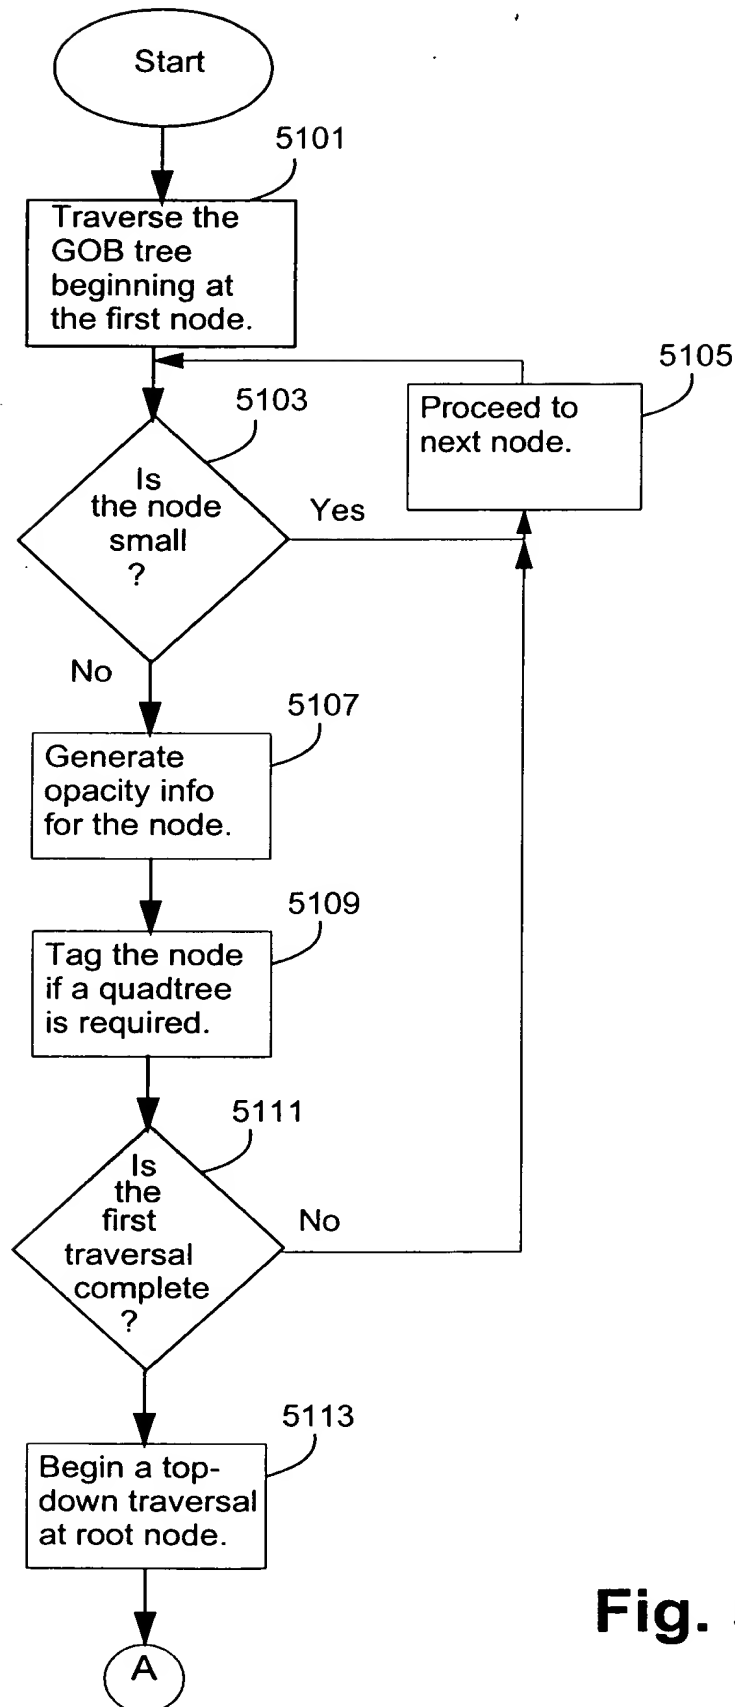 Start
5101
Traverse the
GOB tree
beginning at
the first node.
5105
Proceed to
next node.
5103
Is
the node
small
?
Yes
No
5107
Generate
opacity info
for the node.
5109
Tag the node
if a quadtree
is required.
5111
Is
the
first
traversal
complete
?
No
5113
Begin a top-
down traversal
at root node.
A
Fig.